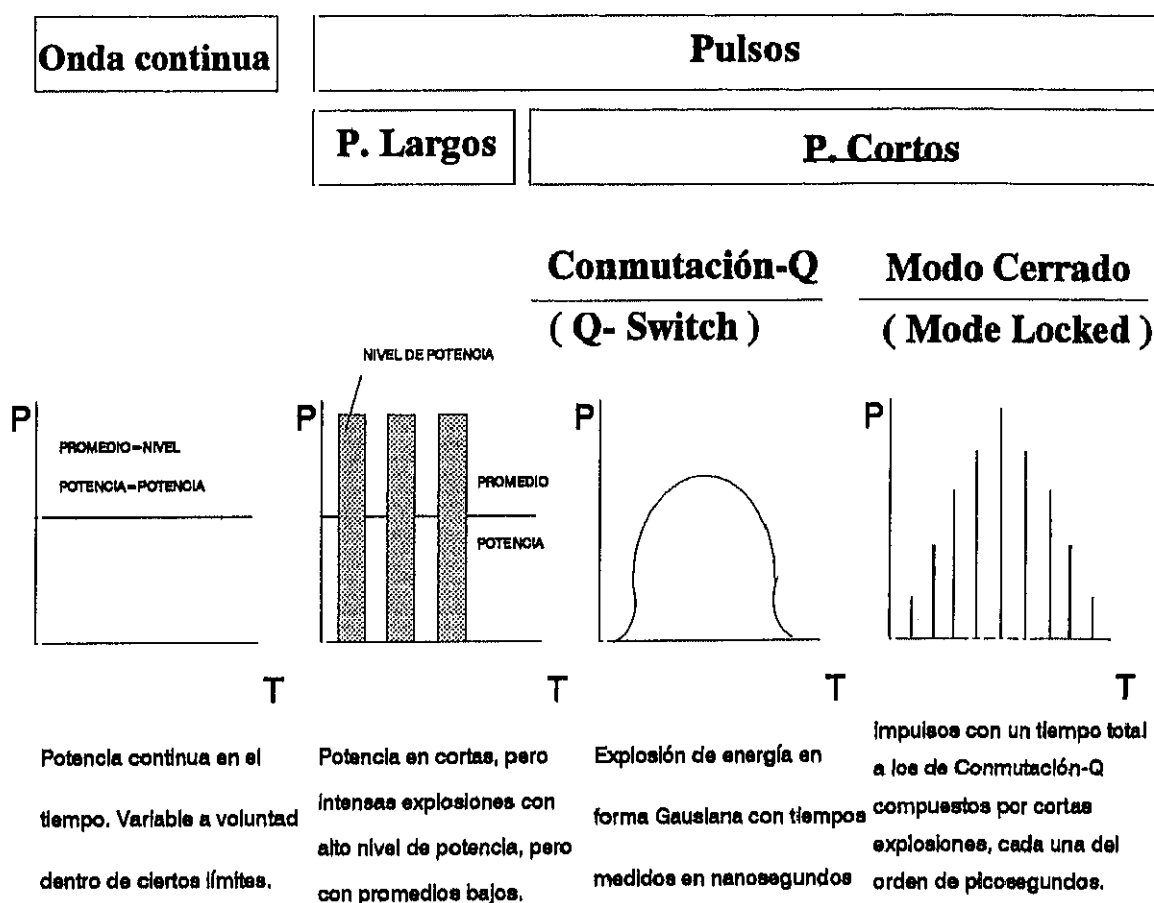 Onda continua
Pulsos
P. Largos
P. Cortos
Conmutación-Q
( Q- Switch )
Modo Cerrado
( Mode Locked )
NIVEL DE POTENCIA
P
PROMEDIO=NIVEL
POTENCIA=POTENCIA
T
P
PROMEDIO
POTENCIA
T
P
T
P
T
Potencia continua en el
tiempo. Variable a voluntad
dentro de ciertos límites.
Potencia en cortas, pero
intensas explosiones con
alto nivel de potencia, pero
con promedios bajos.
Explosión de energía en
forma Gausiana con tiempos
medidos en nanosegundos
Impulsos con un tiempo total
a los de Conmutación-Q
compuestos por cortas
explosiones, cada una del
orden de picosegundos.